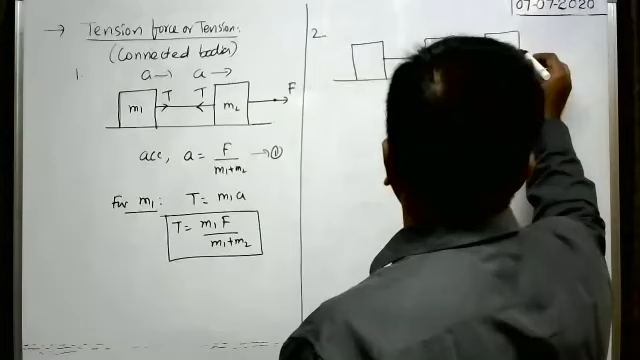 07-07-2020
→ Tension force or Tension:
(Connected bodies)
1.
a→ a→
T T F
m₁ m₂
acc, a = F/(m₁+m₂) → ①
For m₁: T = m₁a
T = m₁F/(m₁+m₂)
2.